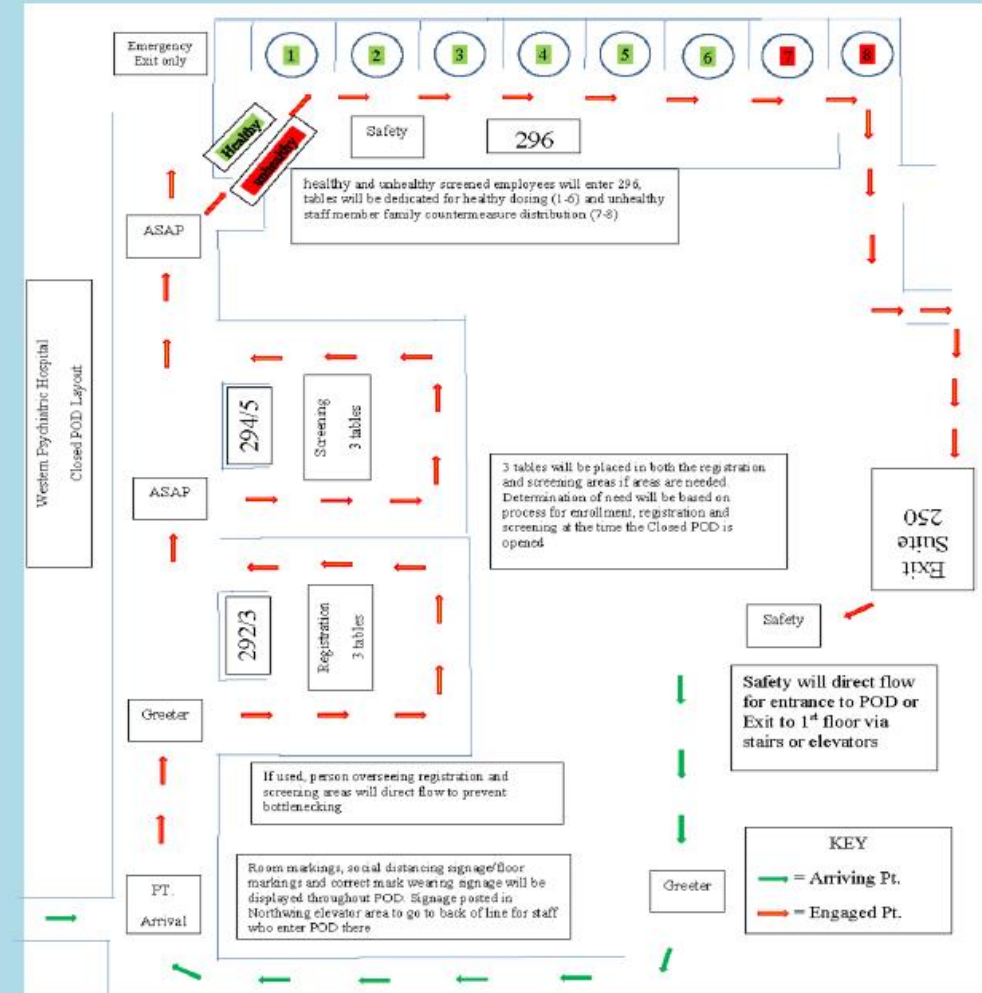 Emergency
Exit only
1
2
3
4
5
6
7
8
Healthy
unhealthy
Safety
296
healthy and unhealthy screened employees will enter 296,
tables will be dedicated for healthy dosing (1-6) and unhealthy
staff member family countermeasure distribution (7-8)
ASAP
Western Psychiatric Hospital
Closed POD Layout
294/5
Screening
3 tables
ASAP
3 tables will be placed in both the registration
and screening areas if areas are needed.
Determination of need will be based on
process for enrollment, registration and
screening at the time the Closed POD is
opened
Exit
Suite
250
292/3
Registration
3 tables
Safety
Greeter
Safety will direct flow
for entrance to POD or
Exit to 1st floor via
stairs or elevators
If used, person overseeing registration and
screening areas will direct flow to prevent
bottlenecking
Room markings, social distancing signage/floor
markings and correct mask wearing signage will be
displayed throughout POD. Signage posted in
Northwing elevator area to go to back of line for staff
who enter POD there
PT.
Arrival
Greeter
KEY
= Arriving Pt.
= Engaged Pt.